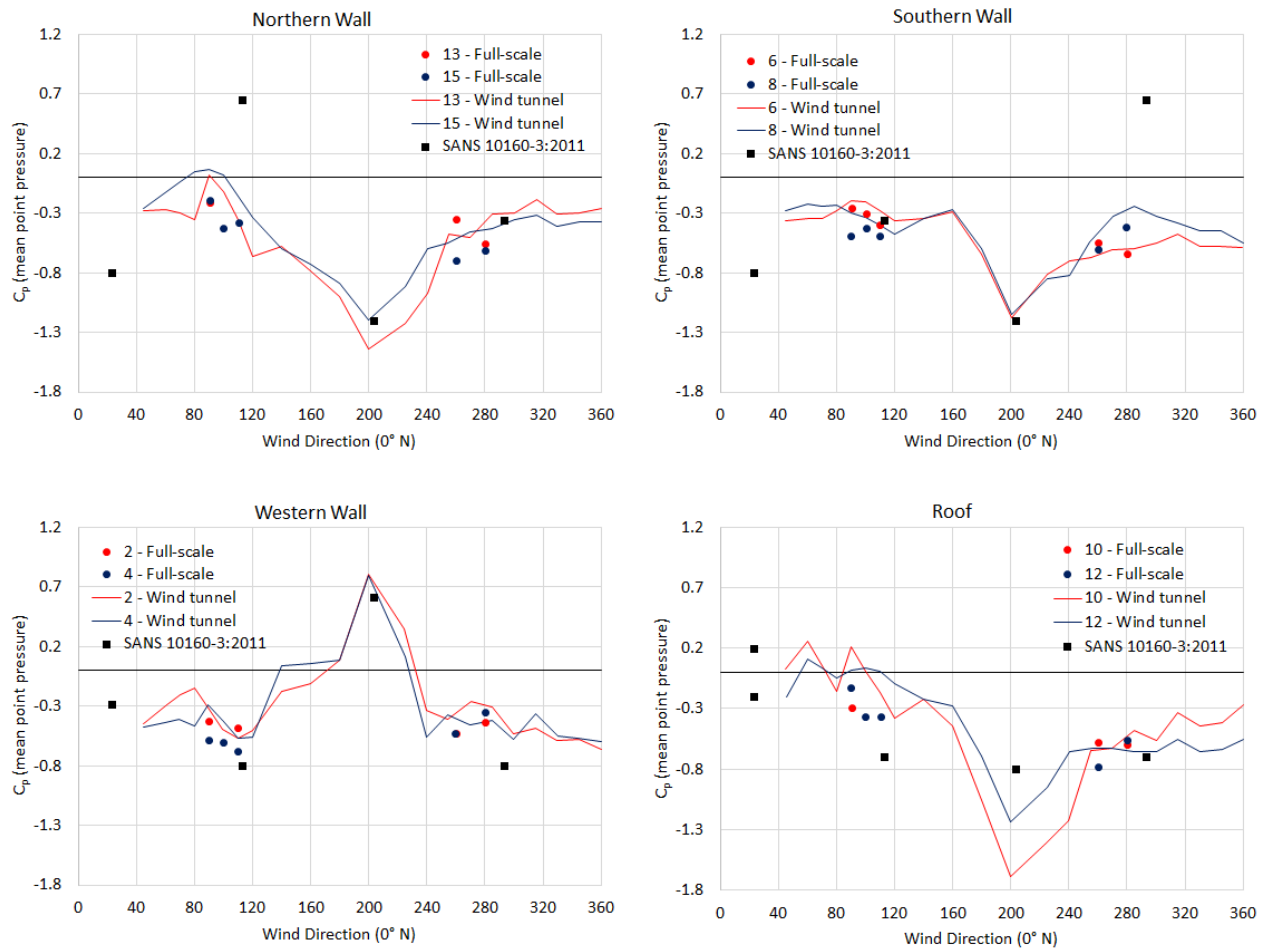 Northern Wall
1.2
0.7
0.2
-0.3
-0.8
-1.3
-1.8
Cp (mean point pressure)
13 - Full-scale
15 - Full-scale
13 - Wind tunnel
15 - Wind tunnel
SANS 10160-3:2011
0 40 80 120 160 200 240 280 320 360
Wind Direction (0° N)
Southern Wall
1.2
0.7
0.2
-0.3
-0.8
-1.3
-1.8
Cp (mean point pressure)
6 - Full-scale
8 - Full-scale
6 - Wind tunnel
8 - Wind tunnel
SANS 10160-3:2011
0 40 80 120 160 200 240 280 320 360
Wind Direction (0° N)
Western Wall
1.2
0.7
0.2
-0.3
-0.8
-1.3
-1.8
Cp (mean point pressure)
2 - Full-scale
4 - Full-scale
2 - Wind tunnel
4 - Wind tunnel
SANS 10160-3:2011
0 40 80 120 160 200 240 280 320 360
Wind Direction (0° N)
Roof
1.2
0.7
0.2
-0.3
-0.8
-1.3
-1.8
Cp (mean point pressure)
10 - Full-scale
12 - Full-scale
10 - Wind tunnel
12 - Wind tunnel
SANS 10160-3:2011
0 40 80 120 160 200 240 280 320 360
Wind Direction (0° N)